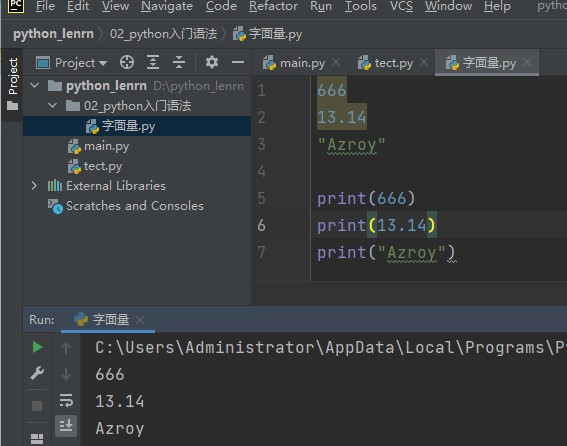 PC
Edit View Navigate Code Refactor Run Tools VCS Window Help
python_lenrn 02_python入门语法 字面量.py
Project
main.py tect.py 字面量.py
Project
python_lenrn D:\python_lenrn
02_python入门语法
字面量.py
main.py
tect.py
External Libraries
Scratches and Consoles
1 666
2 13.14
3 "Azroy"
4
5 print(666)
6 print(13.14)
7 print("Azroy")
Run: 字面量
C:\Users\Administrator\AppData\Local\Programs\P
666
13.14
Azroy